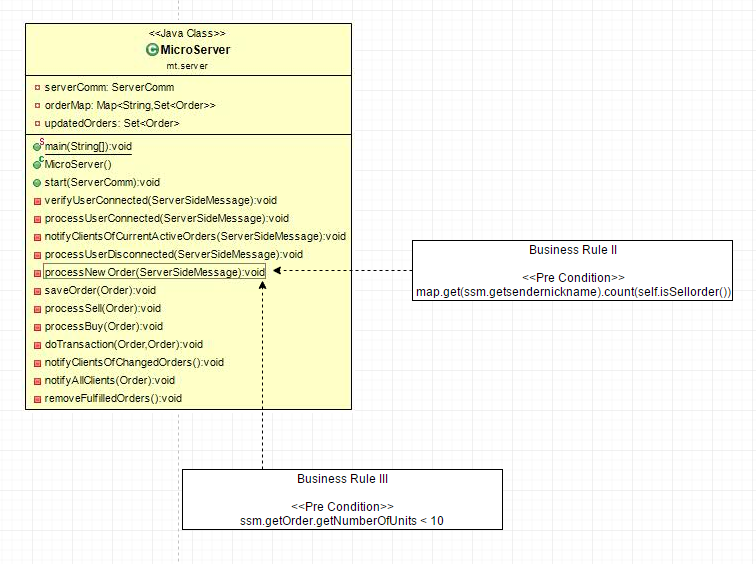 <<Java Class>>
C MicroServer
mt.server
serverComm: ServerComm
orderMap: Map<String,Set<Order>>
updatedOrders: Set<Order>
S main(String[]):void
C MicroServer()
start(ServerComm):void
verifyUserConnected(ServerSideMessage):void
processUserConnected(ServerSideMessage):void
notifyClientsOfCurrentActiveOrders(ServerSideMessage):void
processUserDisconnected(ServerSideMessage):void
processNew Order(ServerSideMessage):void
saveOrder(Order):void
processSell(Order):void
processBuy(Order):void
doTransaction(Order,Order):void
notifyClientsOfChangedOrders():void
notifyAllClients(Order):void
removeFulfilledOrders():void
Business Rule II
<<Pre Condition>>
map.get(ssm.getsendernickname).count(self.isSellorder())
Business Rule III
<<Pre Condition>>
ssm.getOrder.getNumberOfUnits < 10